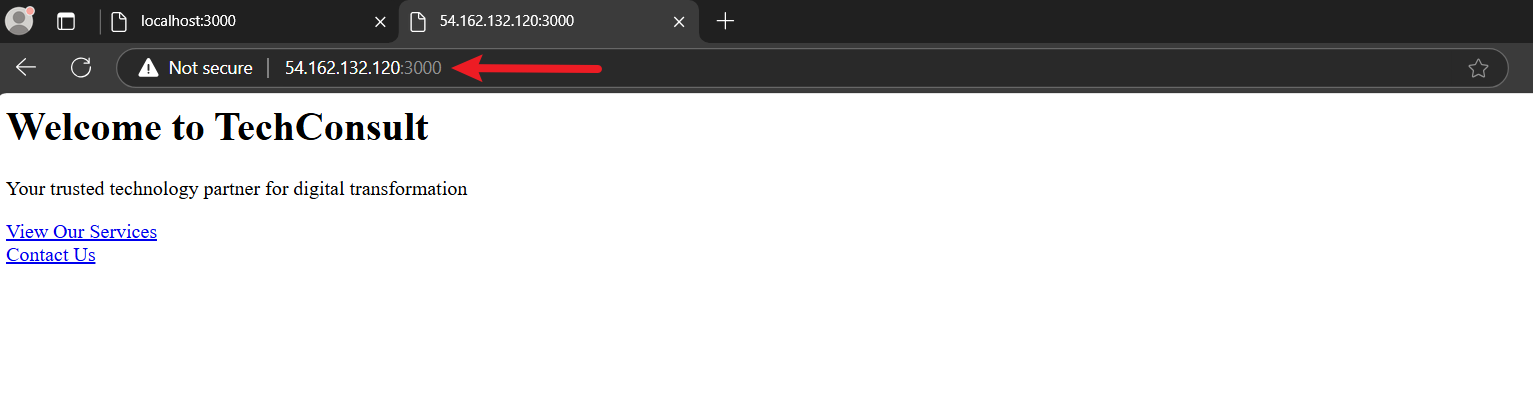 localhost:3000
54.162.132.120:3000
Not secure
54.162.132.120:3000
Welcome to TechConsult
Your trusted technology partner for digital transformation
View Our Services
Contact Us